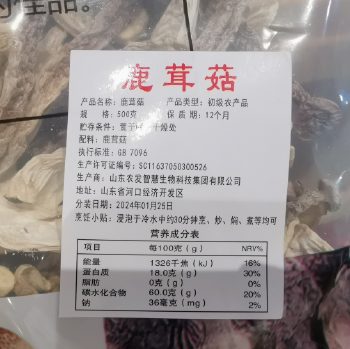 佳品。
鹿茸菇
产品名称：鹿茸菇 产品类型：初级农产品
规 格：500克 保 质 期：12个月
贮存条件：置于 干燥处
配料：鹿茸菇
执行标准：GB 7096
生产许可证编号：SC11637050300526
生产商：山东农发智慧生物科技集团有限公司
地址：山东省河口经济开发区
分装日期：2024年01月25日
烹饪小贴：浸泡于冷水中约30分钟烹、炒、焖、煮等均可
营养成分表
项目 每100克（g） NRV%
能量 1326千焦（kJ） 16%
蛋白质 18.0克（g） 30%
脂肪 0克（g） 0%
碳水化合物 60.0克（g） 20%
钠 36毫克（mg） 2%